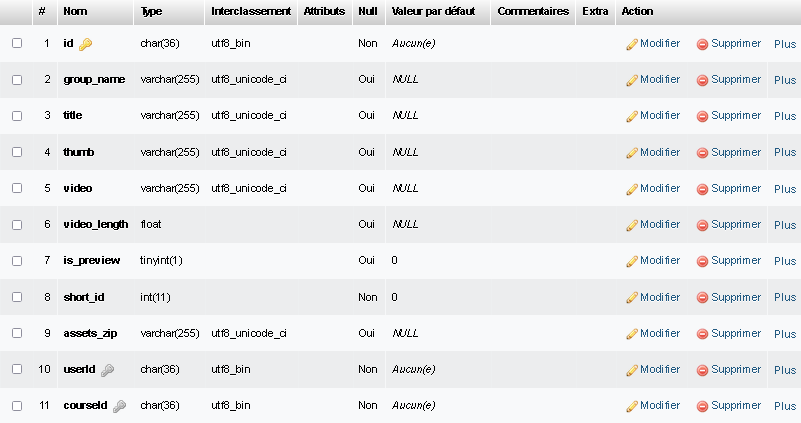 # Nom Type Interclassement Attributs Null Valeur par défaut Commentaires Extra Action
1 id char(36) utf8_bin Non Aucun(e) Modifier Supprimer Plus
2 group_name varchar(255) utf8_unicode_ci Oui NULL Modifier Supprimer Plus
3 title varchar(255) utf8_unicode_ci Oui NULL Modifier Supprimer Plus
4 thumb varchar(255) utf8_unicode_ci Oui NULL Modifier Supprimer Plus
5 video varchar(255) utf8_unicode_ci Oui NULL Modifier Supprimer Plus
6 video_length float Oui NULL Modifier Supprimer Plus
7 is_preview tinyint(1) Oui 0 Modifier Supprimer Plus
8 short_id int(11) Non 0 Modifier Supprimer Plus
9 assets_zip varchar(255) utf8_unicode_ci Oui NULL Modifier Supprimer Plus
10 userId char(36) utf8_bin Non Aucun(e) Modifier Supprimer Plus
11 courseId char(36) utf8_bin Non Aucun(e) Modifier Supprimer Plus